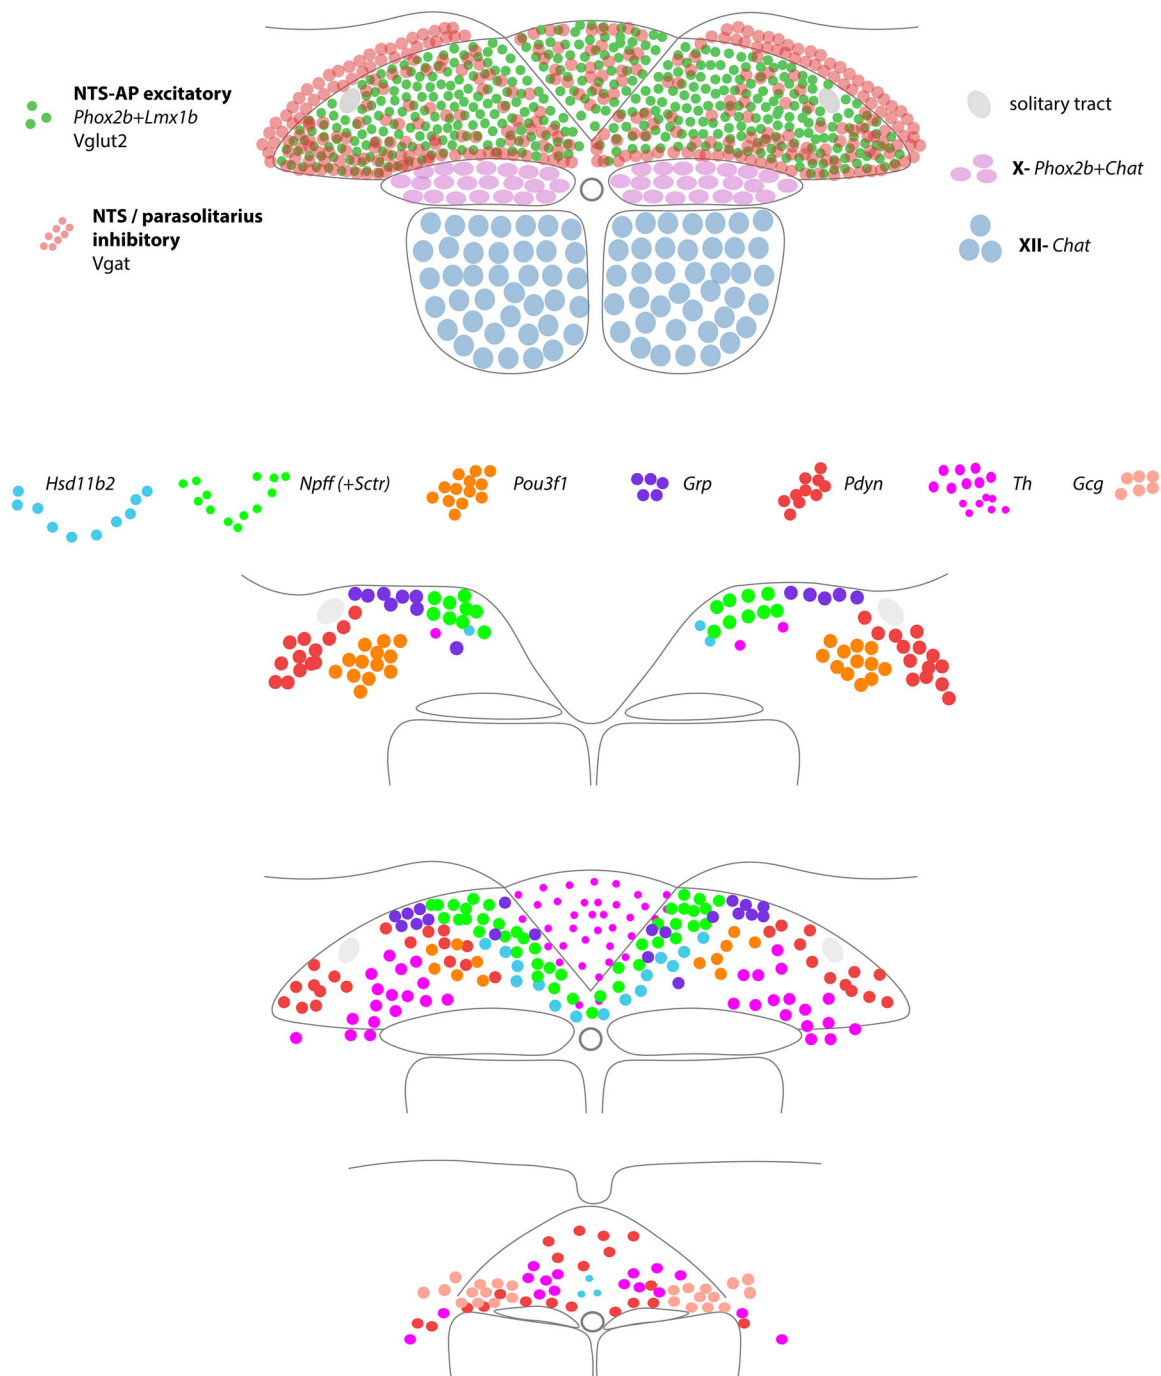 NTS-AP excitatory
Phox2b+Lmx1b
Vglut2
NTS / parasolitarius
inhibitory
Vgat
solitary tract
X- Phox2b+Chat
XII- Chat
Hsd11b2
Npff (+Sctr)
Pou3f1
Grp
Pdyn
Th
Gcg